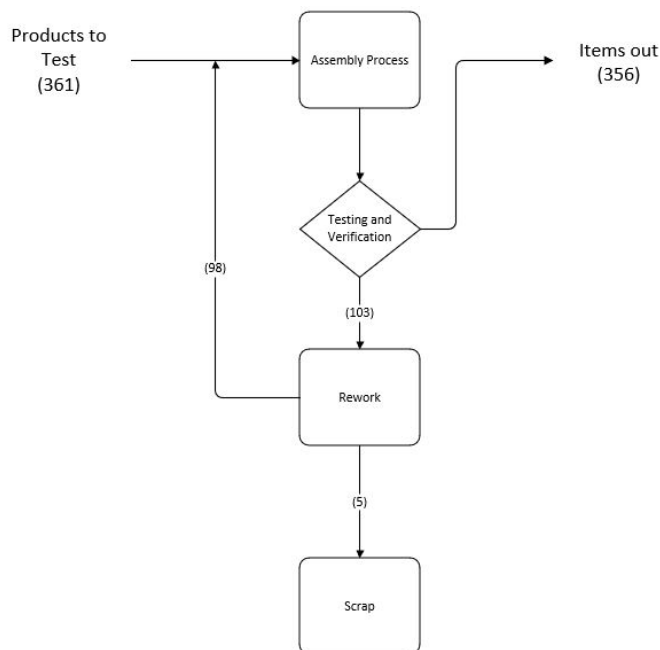 Products to
Test
(361)
Assembly Process
Items out
(356)
Testing and
Verification
(98)
(103)
Rework
(5)
Scrap